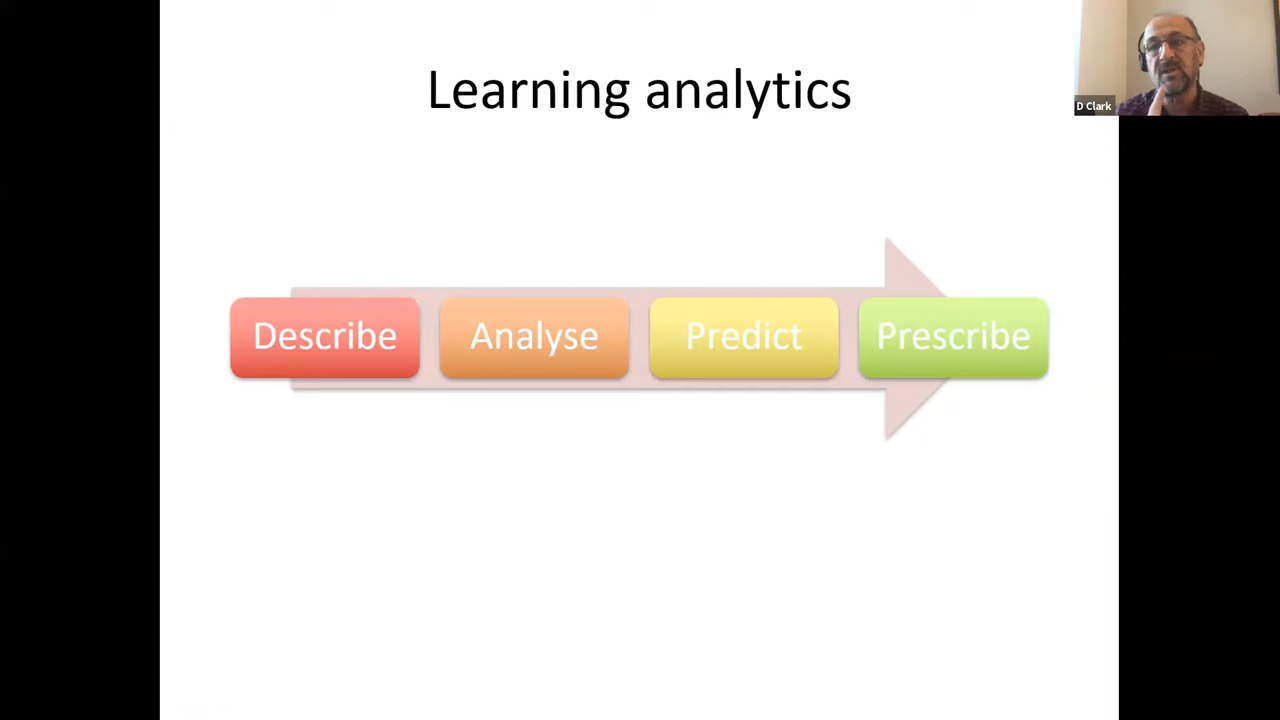 Learning analytics
D Clark
Describe
Analyse
Predict
Prescribe